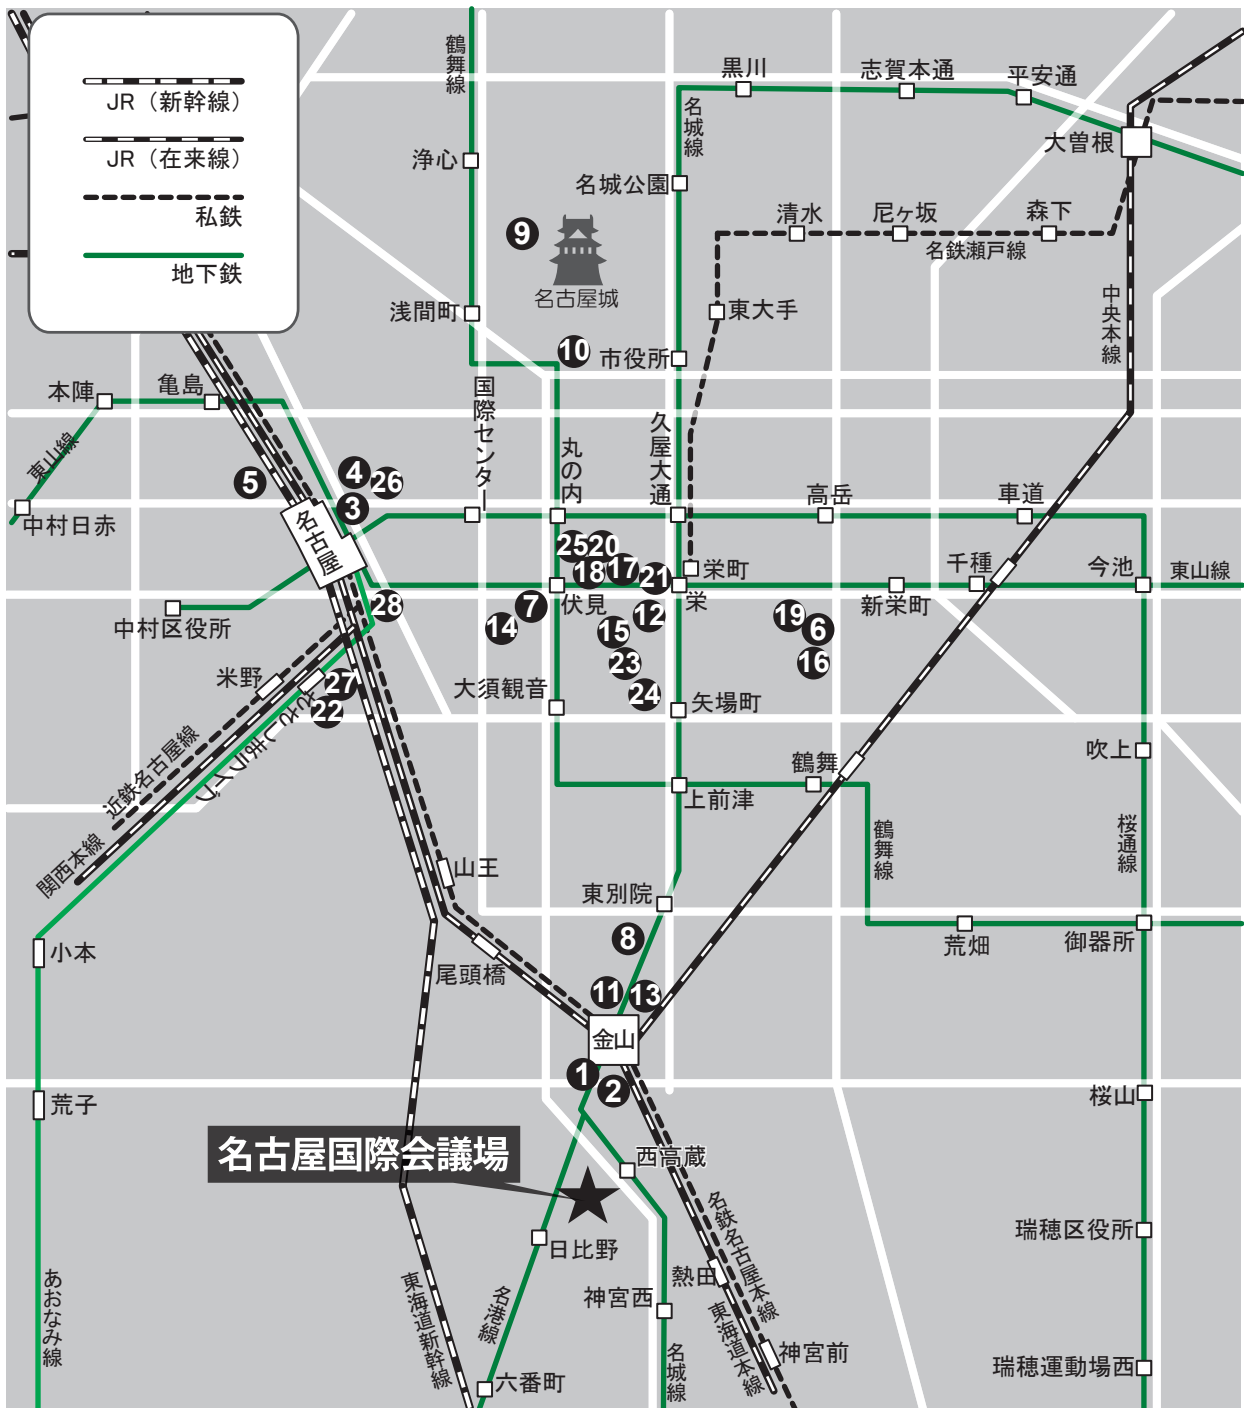 JR（新幹線）
JR（在来線）
私鉄
地下鉄
鶴舞線
黒川
志賀本通
平安通
名城線
大曽根
浄心
名城公園
清水
尼ヶ坂
森下
名鉄瀬戸線
9
名古屋城
浅間町
東大手
中央本線
10
市役所
本陣
亀島
国際センター
丸の内
久屋大通
東山線
5
4
26
3
高岳
車道
中村日赤
名古屋
25
20
18
17
21
栄町
千種
今池
東山線
伏見
栄
新栄町
28
7
14
12
15
19
6
中村区役所
23
16
米野
27
22
24
大須観音
矢場町
ささしまライブ
近鉄名古屋線
関西本線
吹上
鶴舞
上前津
鶴舞線
桜通線
山王
東別院
8
荒畑
御器所
小本
尾頭橋
11
13
金山
1
2
荒子
桜山
名古屋国際会議場
西高蔵
名鉄名古屋本線
瑞穂区役所
日比野
あおなみ線
東海道新幹線
名港線
熱田
神宮西
東海道本線
名城線
神宮前
瑞穂運動場西
六番町